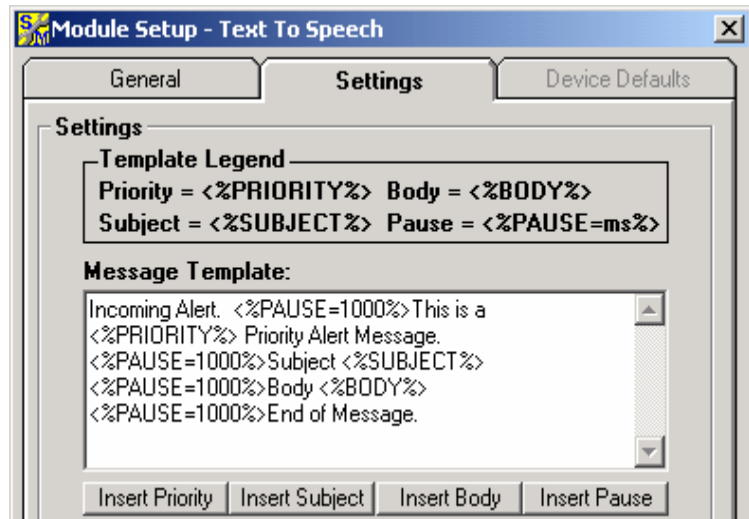 Module Setup - Text To Speech
General Settings Device Defaults
Settings
Template Legend
Priority = <%PRIORITY%> Body = <%BODY%>
Subject = <%SUBJECT%> Pause = <%PAUSE=ms%>
Message Template:
Incoming Alert. <%PAUSE=1000%>This is a
<%PRIORITY%> Priority Alert Message.
<%PAUSE=1000%>Subject <%SUBJECT%>
<%PAUSE=1000%>Body <%BODY%>
<%PAUSE=1000%>End of Message.
Insert Priority Insert Subject Insert Body Insert Pause